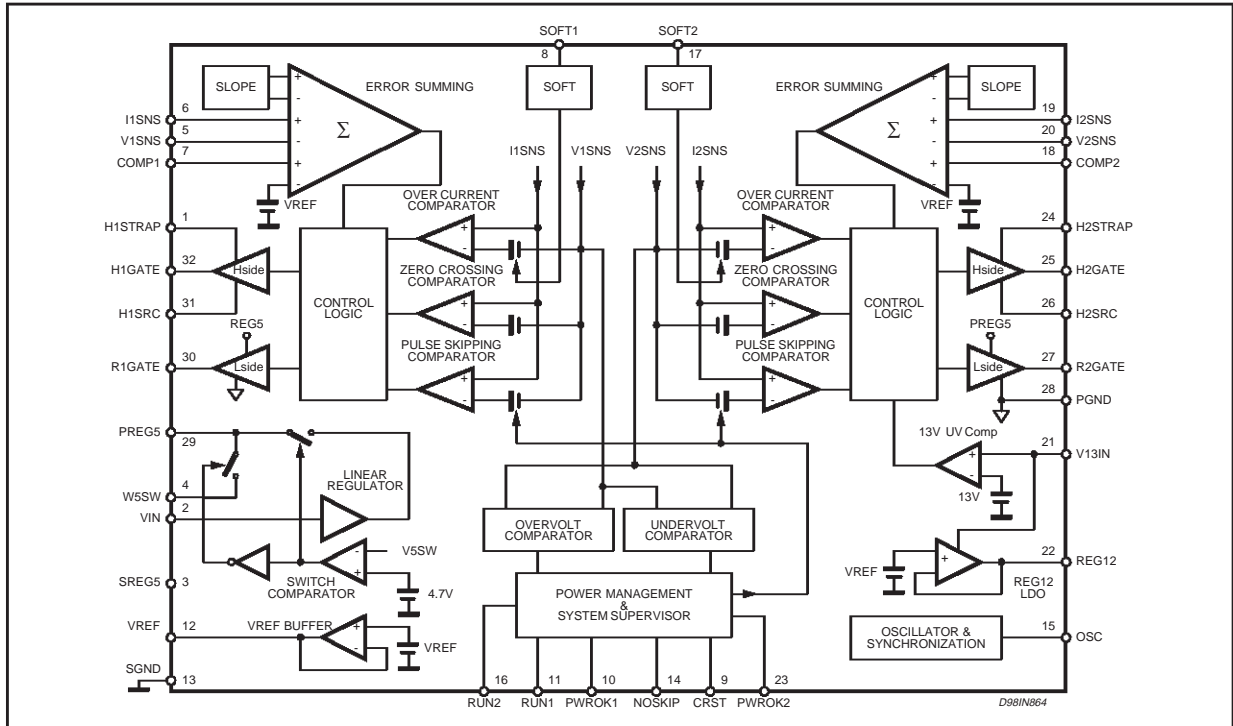 SOFT1
SOFT2
8
17
SLOPE
+
-
ERROR SUMMING
SOFT
SOFT
ERROR SUMMING
+
-
SLOPE
6
I1SNS
+
5
V1SNS
-
Σ
7
COMP1
+
-
VREF
19
I2SNS
+
20
V2SNS
-
Σ
18
COMP2
+
-
VREF
I1SNS
V1SNS
V2SNS
I2SNS
OVER CURRENT
COMPARATOR
+
-
OVER CURRENT
COMPARATOR
+
-
1
H1STRAP
32
H1GATE
Hside
31
H1SRC
24
H2STRAP
25
H2GATE
Hside
26
H2SRC
CONTROL
LOGIC
ZERO CROSSING
COMPARATOR
+
-
ZERO CROSSING
COMPARATOR
+
-
CONTROL
LOGIC
REG5
30
R1GATE
Lside
PULSE SKIPPING
COMPARATOR
+
-
PULSE SKIPPING
COMPARATOR
+
-
PREG5
27
R2GATE
Lside
28
PGND
PREG5
29
4
W5SW
LINEAR
REGULATOR
VIN
2
13V UV Comp
21
V13IN
+
-
13V
OVERVOLT
COMPARATOR
UNDERVOLT
COMPARATOR
-
V5SW
+
SWITCH
COMPARATOR
4.7V
SREG5
3
VREF
+
-
22
REG12
REG12
LDO
POWER MANAGEMENT
&
SYSTEM SUPERVISOR
VREF
12
VREF BUFFER
+
-
VREF
OSCILLATOR &
SYNCHRONIZATION
15
OSC
SGND
13
16
11
10
14
9
23
RUN2
RUN1
PWROK1
NOSKIP
CRST
PWROK2
D98IN864